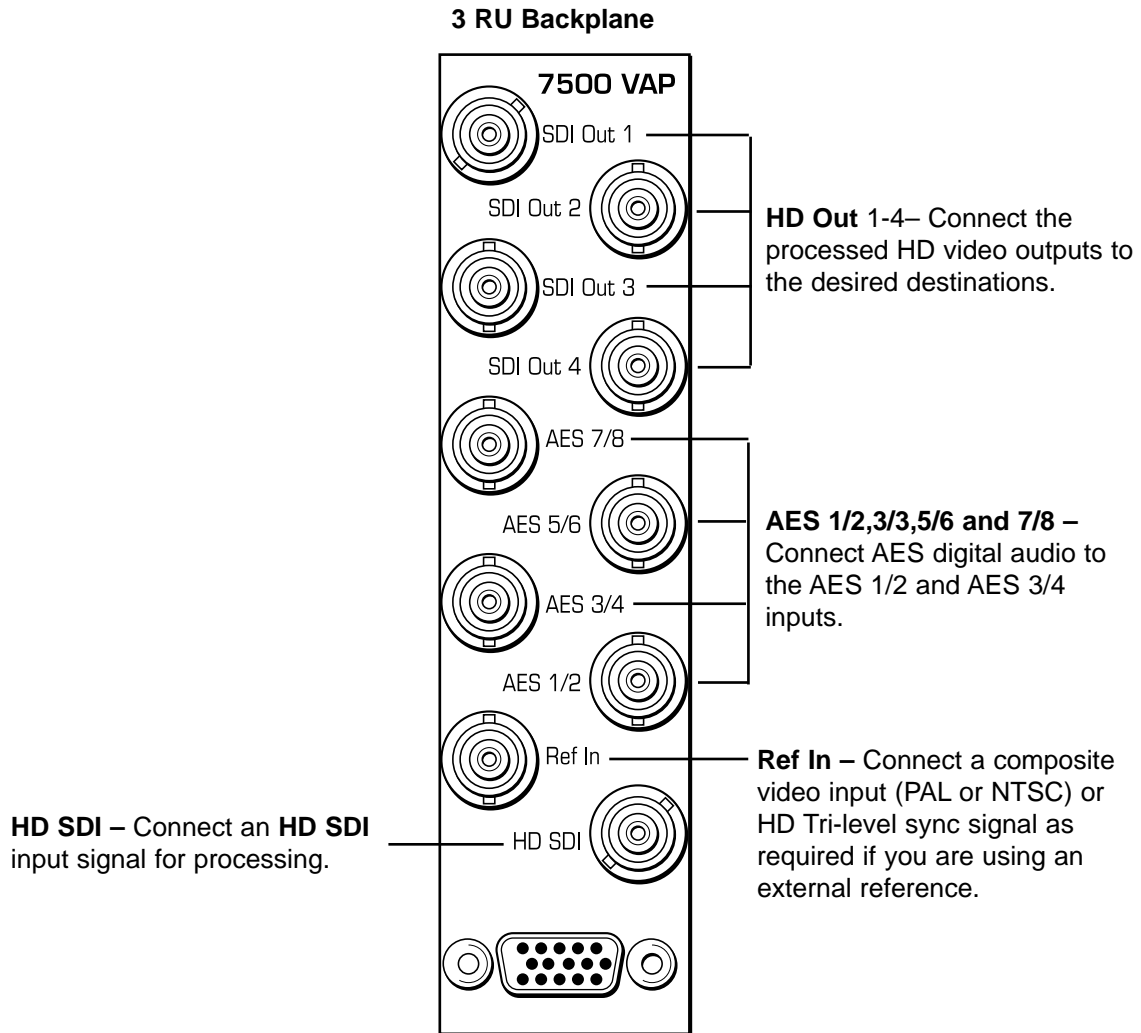 3 RU Backplane
7500 VAP
SDI Out 1
SDI Out 2
SDI Out 3
SDI Out 4
AES 7/8
AES 5/6
AES 3/4
AES 1/2
Ref In
HD SDI
HD Out 1-4– Connect the
processed HD video outputs to
the desired destinations.
AES 1/2,3/3,5/6 and 7/8 –
Connect AES digital audio to
the AES 1/2 and AES 3/4
inputs.
Ref In – Connect a composite
video input (PAL or NTSC) or
HD Tri-level sync signal as
required if you are using an
external reference.
HD SDI – Connect an HD SDI
input signal for processing.